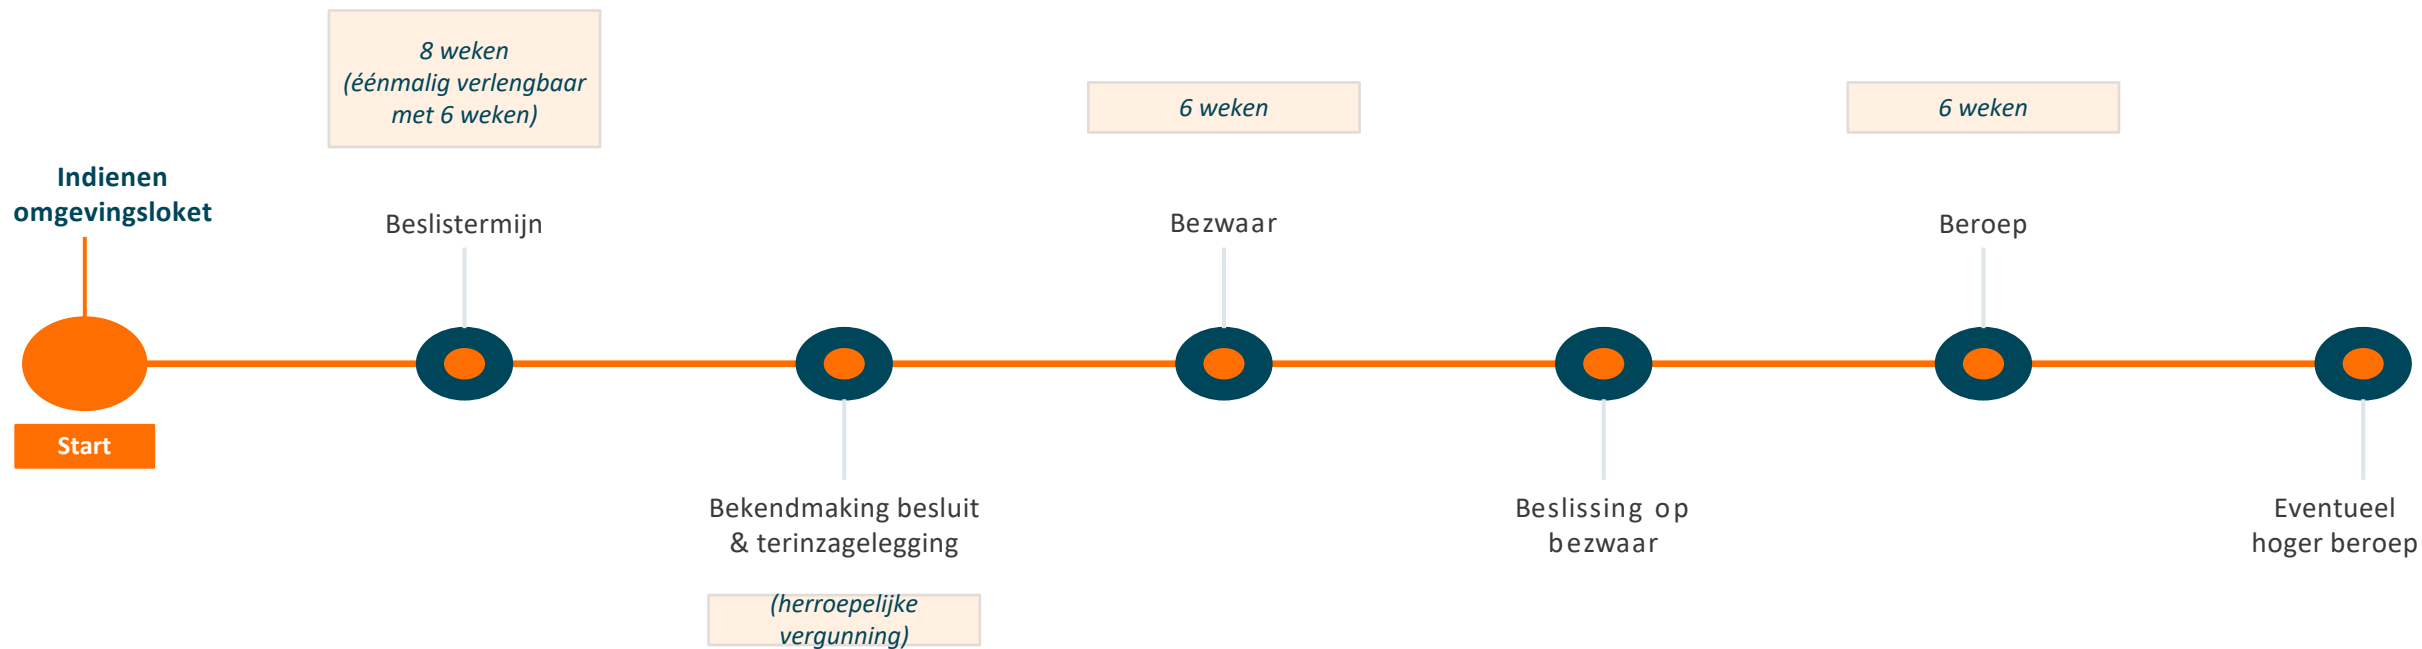 8 weken
(éénmalig verlengbaar
met 6 weken)
6 weken
6 weken
Indienen
omgevingsloket
Beslistermijn
Bezwaar
Beroep
Start
Bekendmaking besluit
& terinzagelegging
Beslissing op
bezwaar
Eventueel
hoger beroep
(herroepelijke
vergunning)